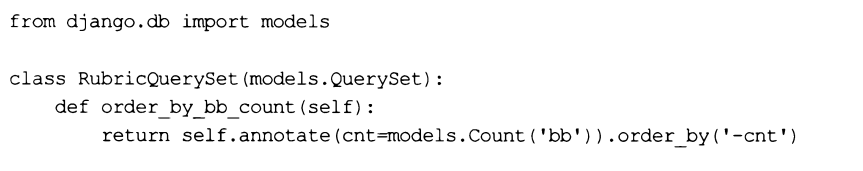 from django.db import models
class RubricQuerySet(models.QuerySet):
    def order_by_bb_count(self):
        return self.annotate(cnt=models.Count('bb')).order_by('-cnt')